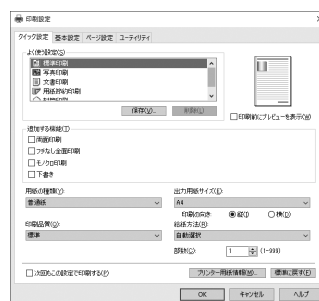 印刷設定
クイック設定 基本設定 ページ設定 ユーティリティ
よく使う設定(S)
標準印刷
写真印刷
文書印刷
用紙節約印刷
保存(V)...
削除(L)
印刷前にプレビューを表示(W)
追加する機能(T)
両面印刷
フチなし全面印刷
モノクロ印刷
下書き
用紙の種類(Y):
普通紙
出力用紙サイズ(Z):
A4
印刷の向き: 縦(I) 横(D)
印刷品質(Q):
標準
給紙方法(R):
自動選択
部数(C): 1 (1-999)
次回もこの設定で印刷する(P)
プリンター用紙情報(M)...
標準に戻す(F)
OK キャンセル ヘルプ